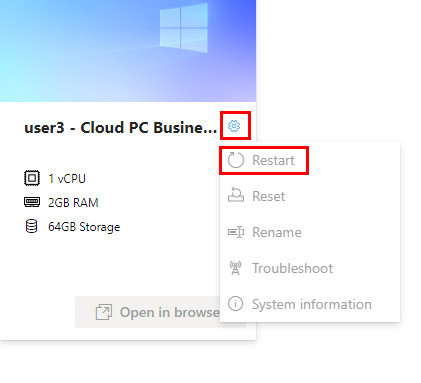 user3 - Cloud PC Busine...
1 vCPU
2GB RAM
64GB Storage
Open in browse
Restart
Reset
Rename
Troubleshoot
System information